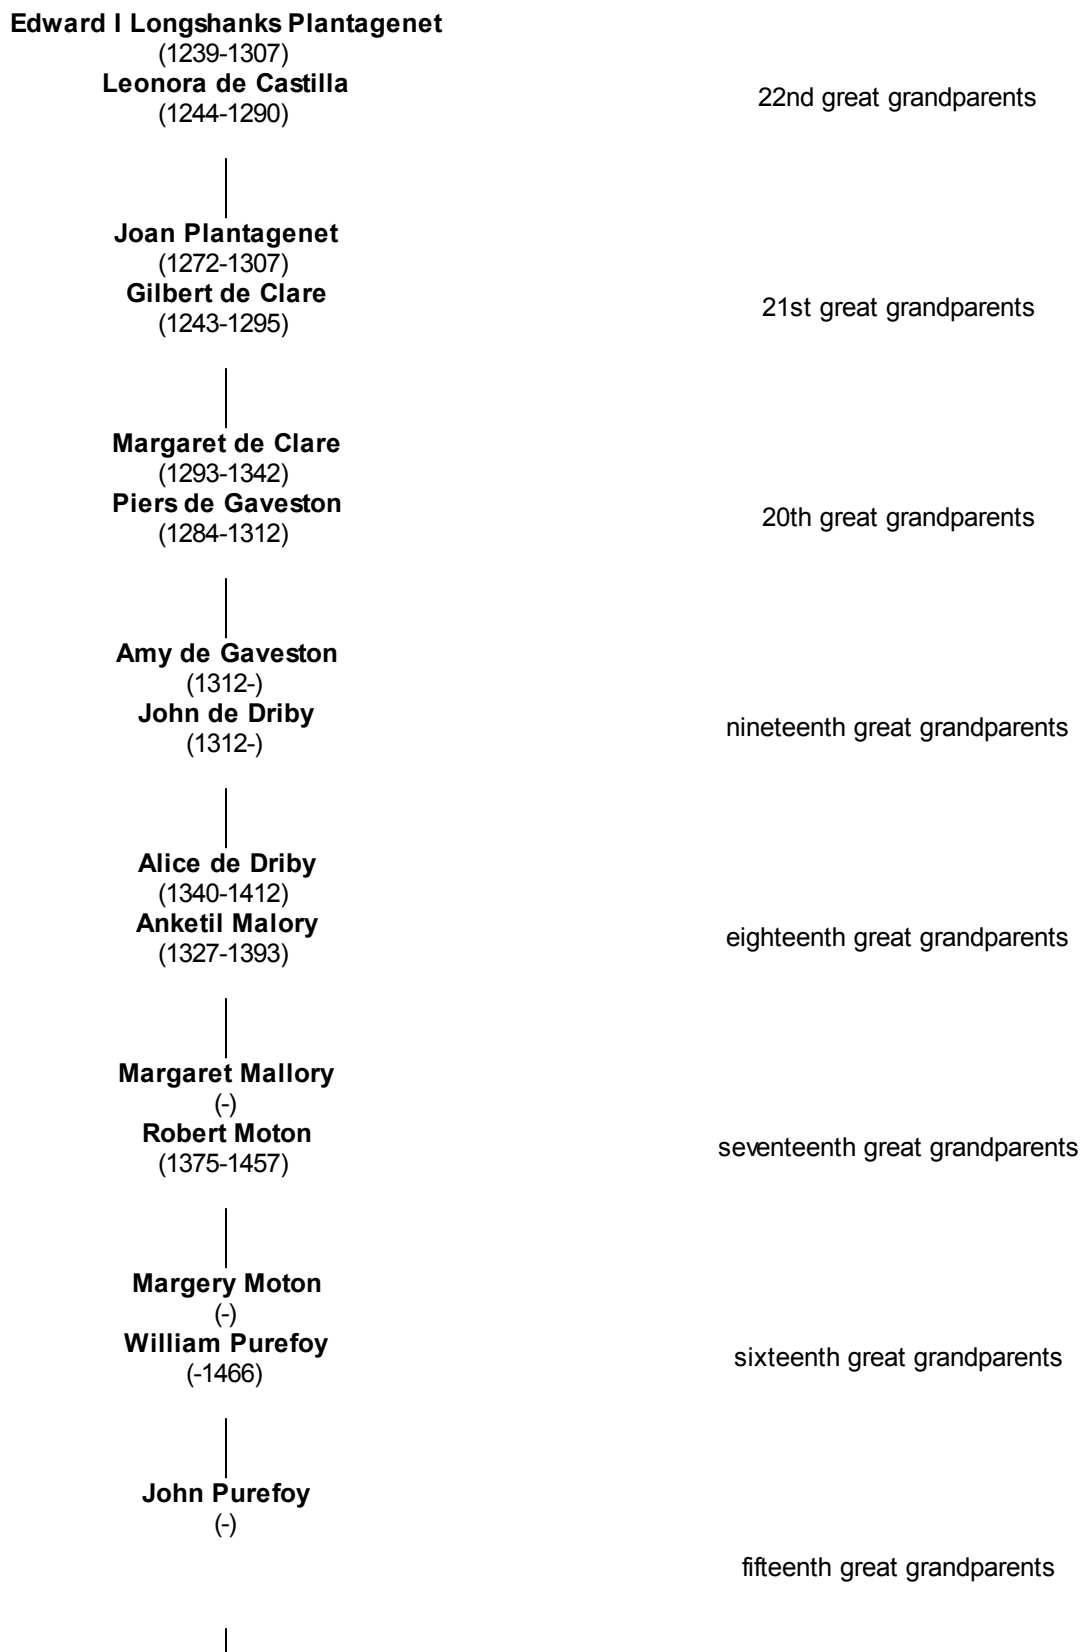 Edward I Longshanks Plantagenet
(1239-1307)
Leonora de Castilla
(1244-1290)
22nd great grandparents
Joan Plantagenet
(1272-1307)
Gilbert de Clare
(1243-1295)
21st great grandparents
Margaret de Clare
(1293-1342)
Piers de Gaveston
(1284-1312)
20th great grandparents
Amy de Gaveston
(1312-)
John de Driby
(1312-)
nineteenth great grandparents
Alice de Driby
(1340-1412)
Anketil Malory
(1327-1393)
eighteenth great grandparents
Margaret Mallory
(-)
Robert Moton
(1375-1457)
seventeenth great grandparents
Margery Moton
(-)
William Purefoy
(-1466)
sixteenth great grandparents
John Purefoy
(-)
fifteenth great grandparents